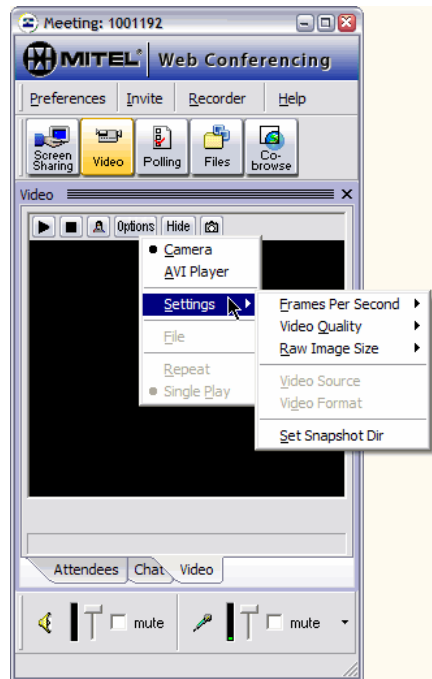 Meeting: 1001192
MITEL® Web Conferencing
Preferences Invite Recorder Help
Screen Sharing Video Polling Files Co-browse
Video
Options Hide
Camera
AVI Player
Settings
File
Repeat
Single Play
Frames Per Second
Video Quality
Raw Image Size
Video Source
Video Format
Set Snapshot Dir
Attendees Chat Video
mute mute